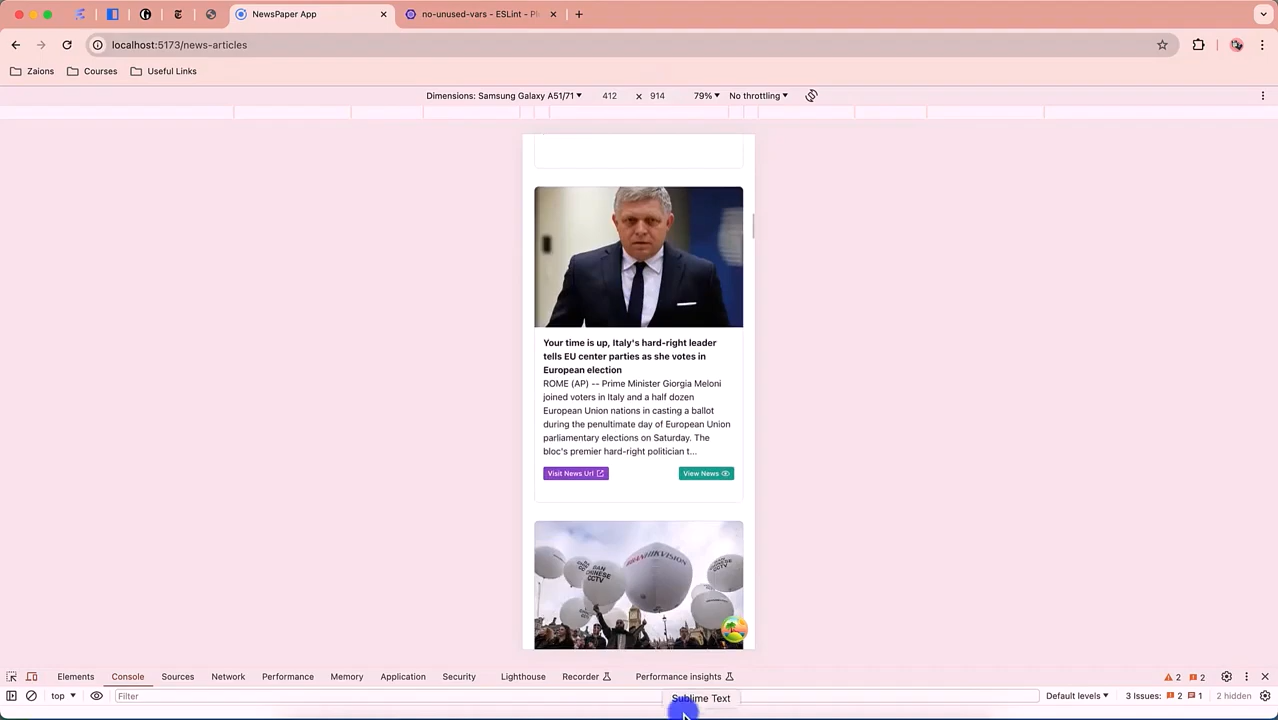 NewsPaper App
no-unused-vars - ESLint - Pl
localhost:5173/news-articles
Zaions
Courses
Useful Links
Dimensions: Samsung Galaxy A51/71
412
×
914
79%
No throttling
Your time is up, Italy's hard-right leader
tells EU center parties as she votes in
European election
ROME (AP) -- Prime Minister Giorgia Meloni
joined voters in Italy and a half dozen
European Union nations in casting a ballot
during the penultimate day of European Union
parliamentary elections on Saturday. The
bloc's premier hard-right politician t...
Visit News Url
View News
BAN HIKVISION
BAN
CHINESE
CCTV
Elements
Console
Sources
Network
Performance
Memory
Application
Security
Lighthouse
Recorder
Performance insights
2
2
top
Filter
Sublime Text
Default levels
3 Issues:
2
1
2 hidden